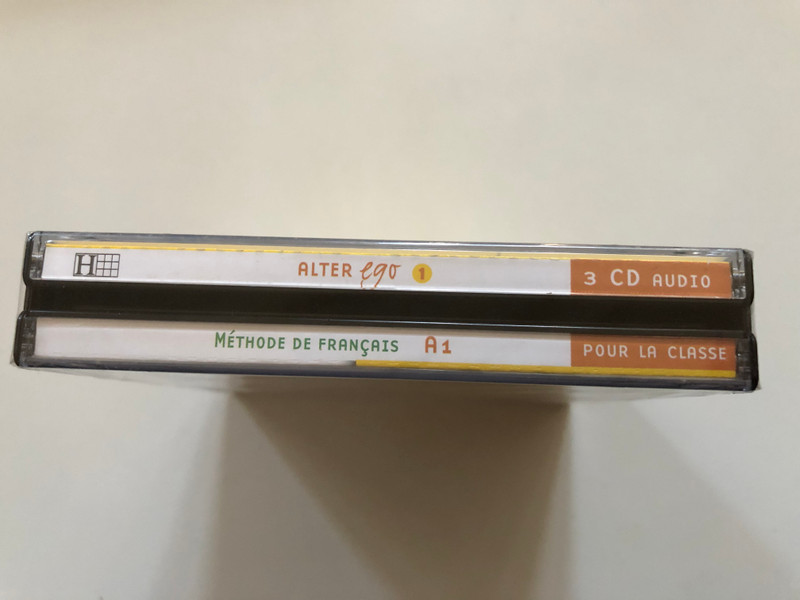 H ALTER ego 1 3 CD AUDIO
MÉTHODE DE FRANÇAIS A1 POUR LA CLASSE